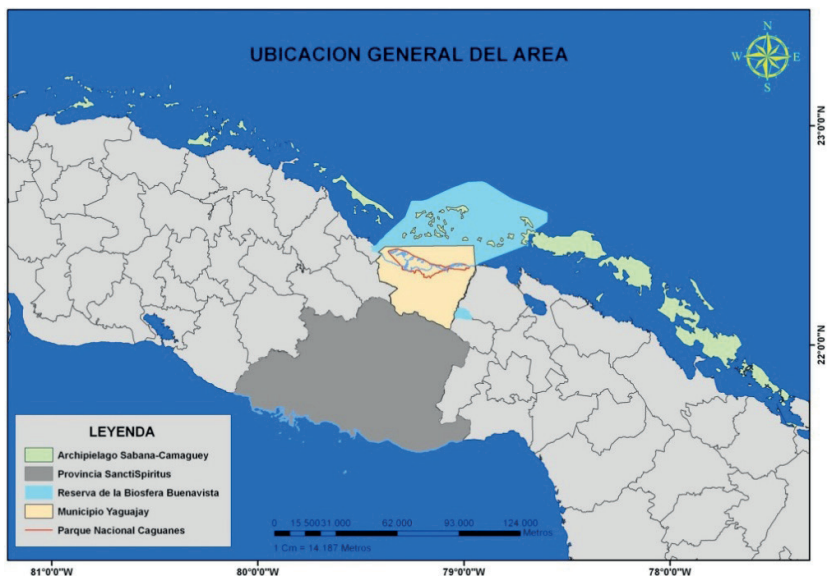 UBICACION GENERAL DEL AREA
N
W E
S
23°0'0"N
22°0'0"N
LEYENDA
Archipielago Sabana-Camaguey
Provincia SanctiSpiritus
Reserva de la Biosfera Buenavista
Municipio Yaguajay
Parque Nacional Caguanes
0 15.500 31.000 62.000 93.000 124.000
Metros
1 Cm = 14.187 Metros
81°0'0"W 80°0'0"W 79°0'0"W 78°0'0"W